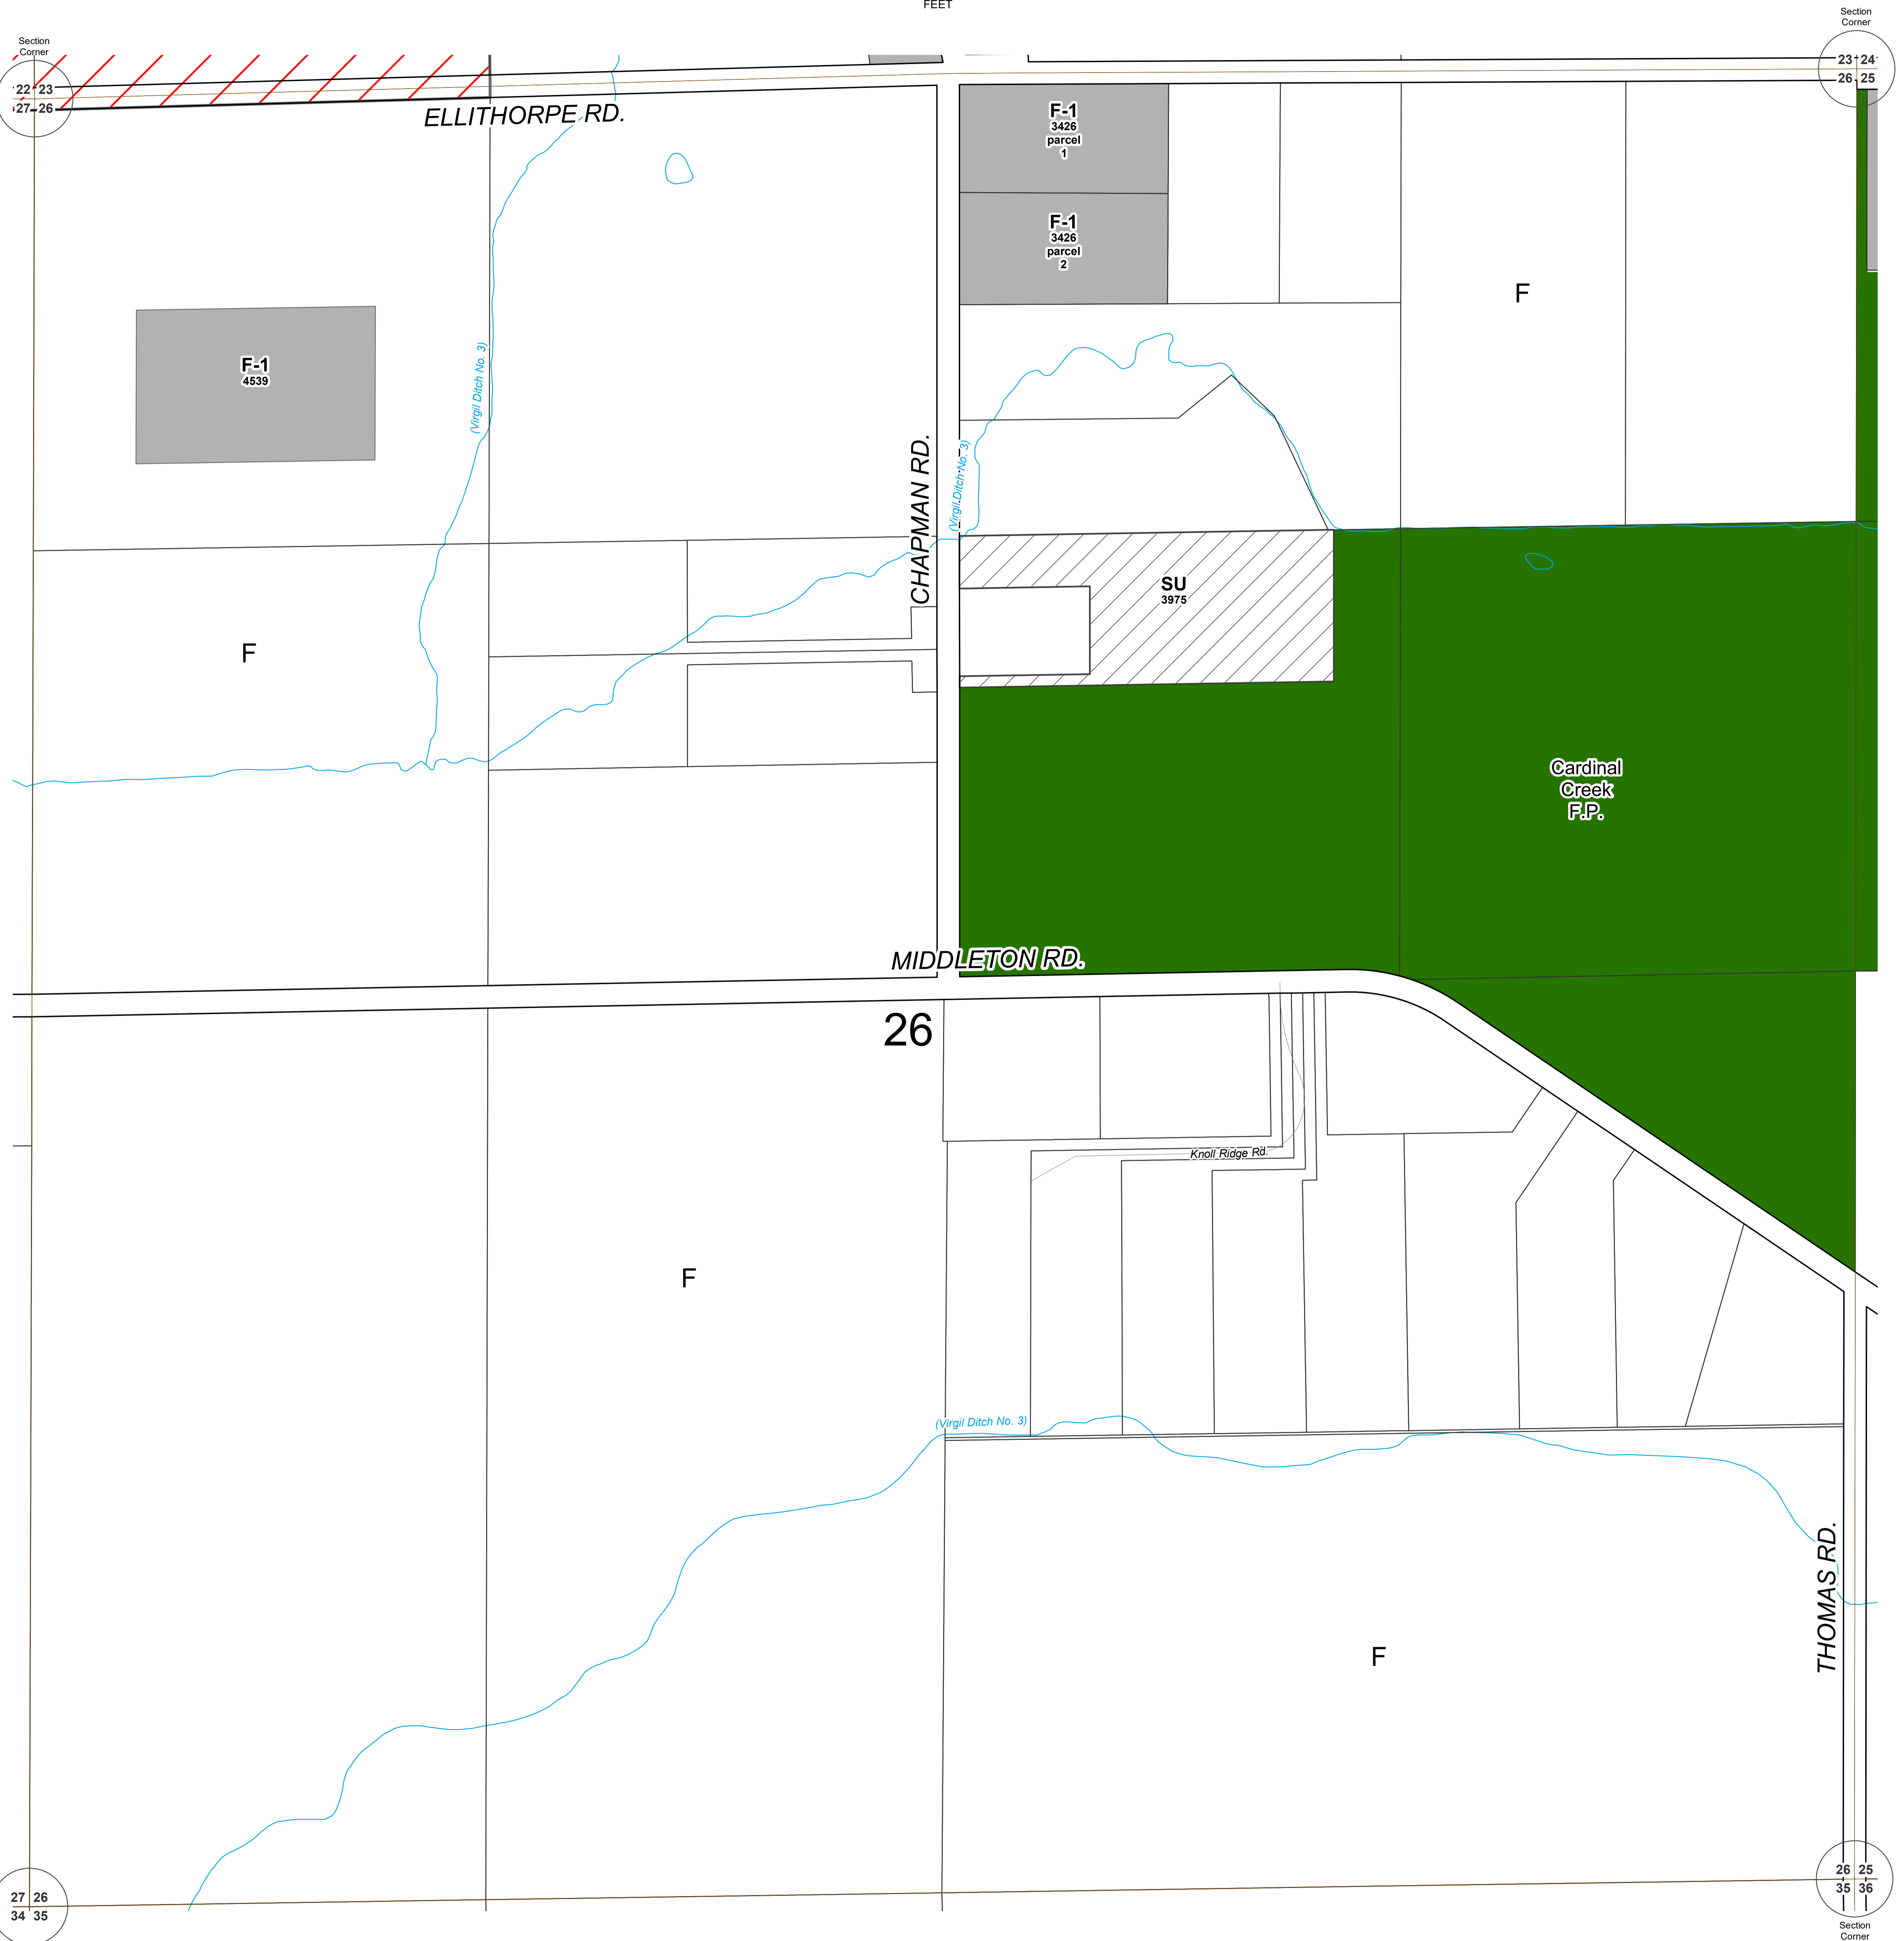 FEET
Section
Corner
Section
Corner
22 23
27 26
23 24
26 25
ELLITHORPE RD.
F-1
3426
parcel
1
F-1
3426
parcel
2
F
F-1
4539
(Virgil Ditch No. 3)
CHAPMAN RD.
(Virgil Ditch No. 3)
SU
3975
F
Cardinal
Creek
F.P.
MIDDLETON RD.
26
Knoll Ridge Rd.
F
(Virgil Ditch No. 3)
THOMAS RD.
F
27 26
34 35
26 25
35 36
Section
Corner